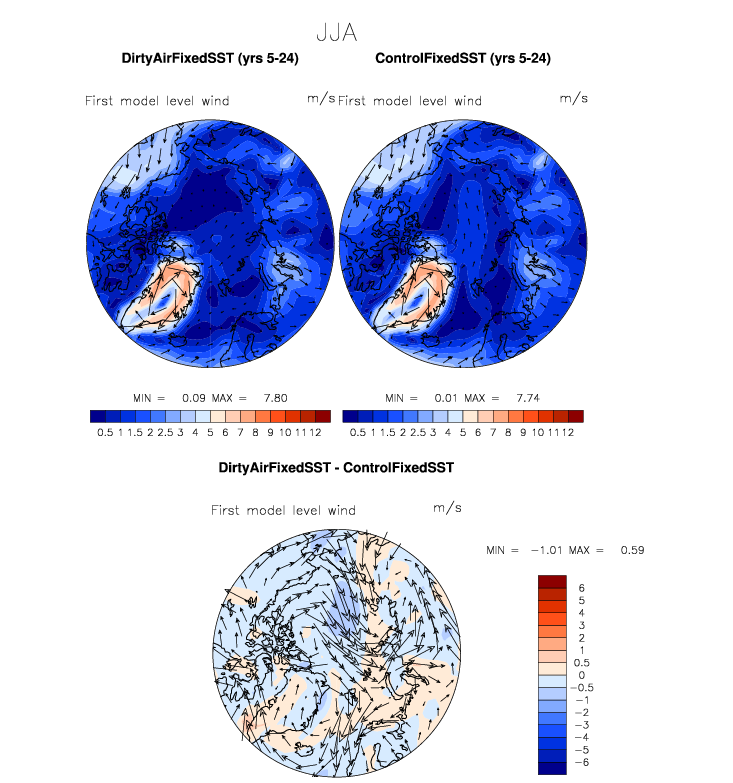 JJA
DirtyAirFixedSST (yrs 5-24) ControlFixedSST (yrs 5-24)
First model level wind m/s First model level wind m/s
MIN = 0.09 MAX = 7.80 MIN = 0.01 MAX = 7.74
0.5 1 1.5 2 2.5 3 4 5 6 7 8 9 10 11 12 0.5 1 1.5 2 2.5 3 4 5 6 7 8 9 10 11 12
DirtyAirFixedSST - ControlFixedSST
First model level wind m/s
MIN = -1.01 MAX = 0.59
6
5
4
3
2
1
0.5
0
-0.5
-1
-2
-3
-4
-5
-6